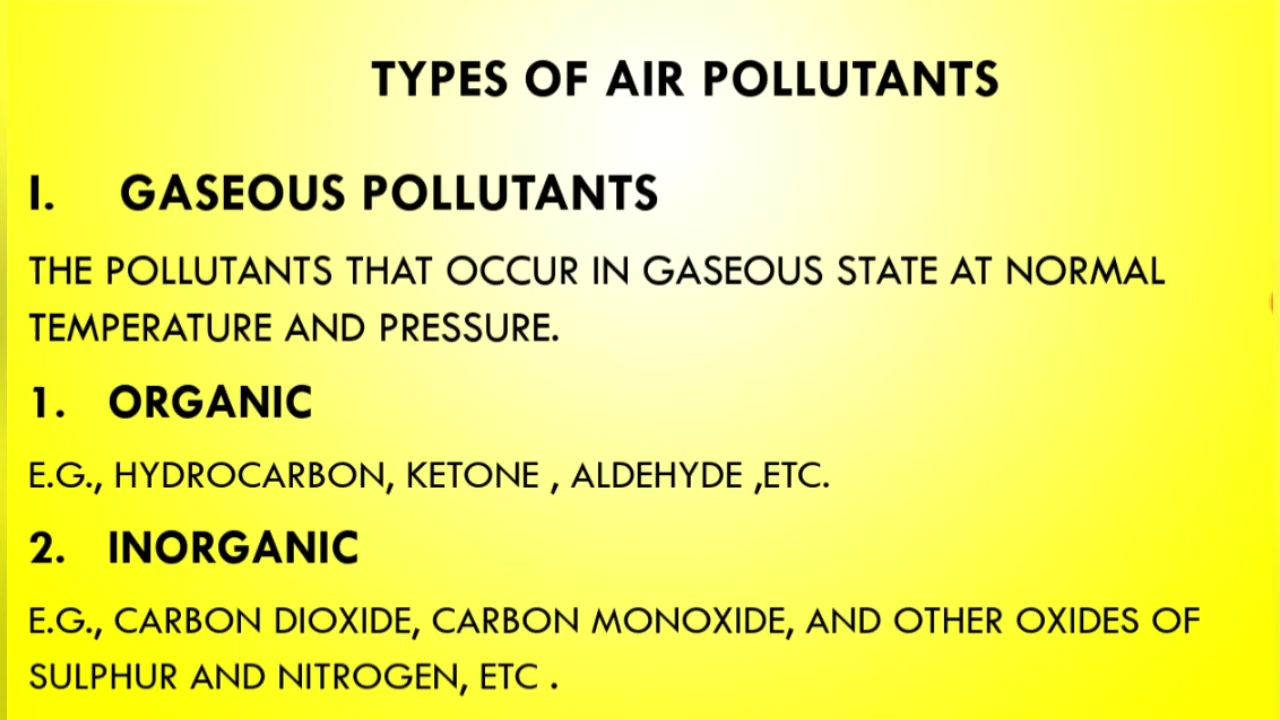 TYPES OF AIR POLLUTANTS
I. GASEOUS POLLUTANTS
THE POLLUTANTS THAT OCCUR IN GASEOUS STATE AT NORMAL
TEMPERATURE AND PRESSURE.
1. ORGANIC
E.G., HYDROCARBON, KETONE , ALDEHYDE ,ETC.
2. INORGANIC
E.G., CARBON DIOXIDE, CARBON MONOXIDE, AND OTHER OXIDES OF
SULPHUR AND NITROGEN, ETC .